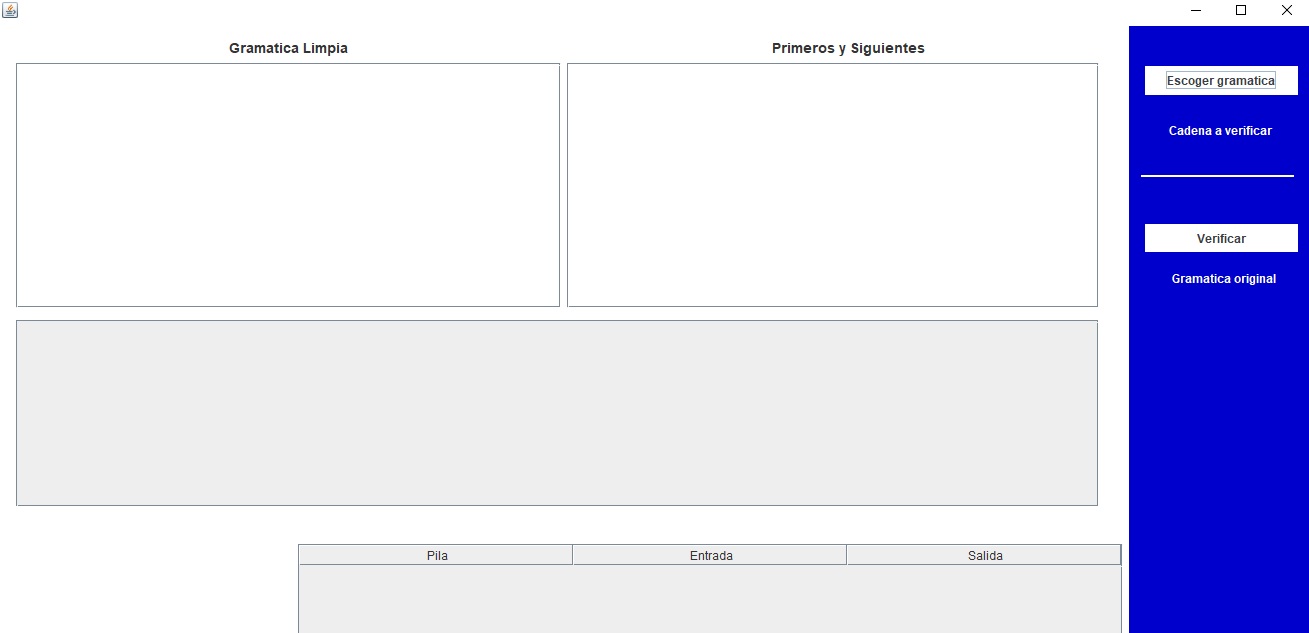 Gramatica Limpia
Primeros y Siguientes
Escoger gramatica
Cadena a verificar
Verificar
Gramatica original
Pila
Entrada
Salida